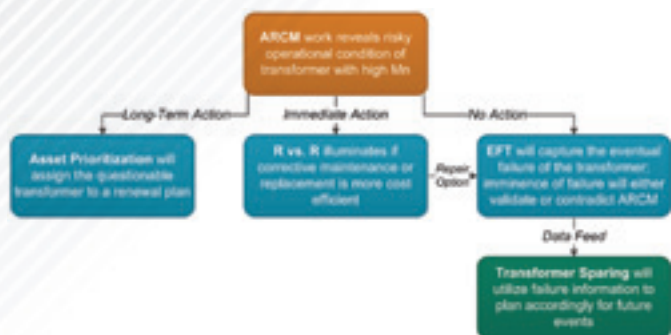 ARCM work reveals risky
operational condition of
transformer with high Mn
Long-Term Action
Immediate Action
No Action
Asset Prioritization will
assign the questionable
transformer to a renewal plan
R vs. R illuminates if
corrective maintenance or
replacement is more cost
efficient
Repair
Option
EFT will capture the eventual
failure of the transformer;
imminence of failure will either
validate or contradict ARCM
Data Feed
Transformer Sparing will
utilize failure information to
plan accordingly for future
events